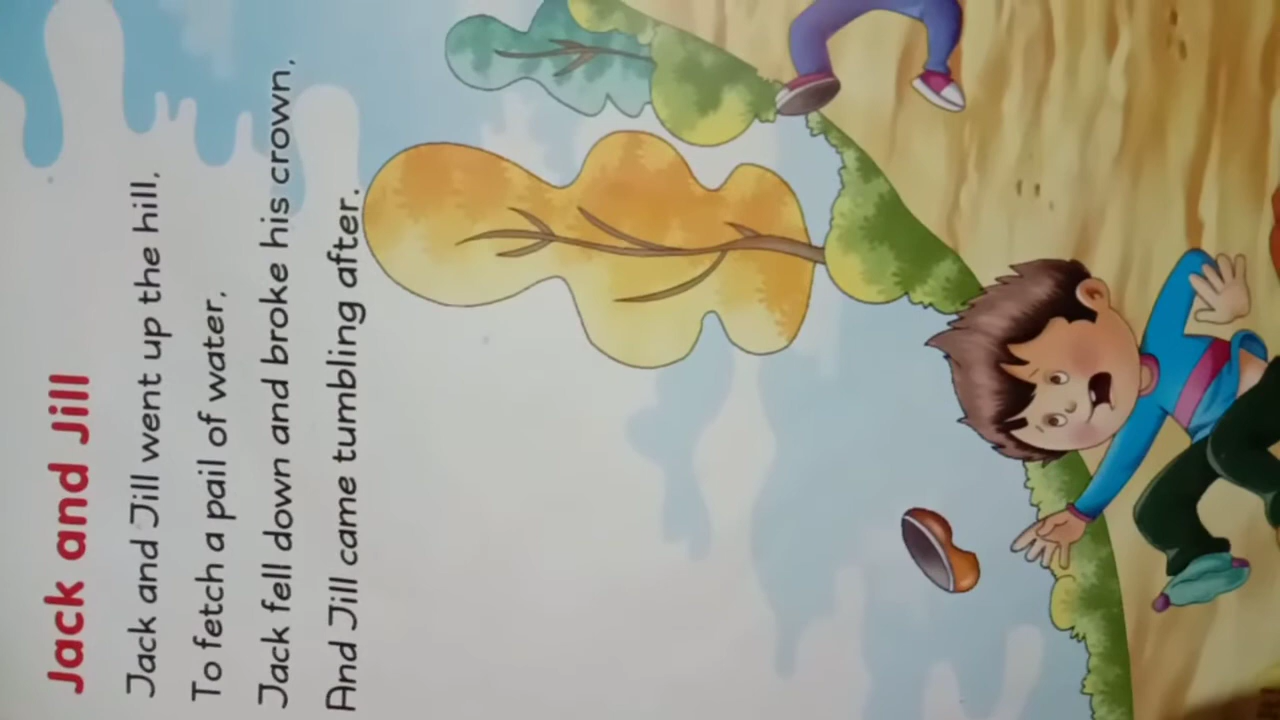 Jack and Jill
Jack and Jill went up the hill,
To fetch a pail of water,
Jack fell down and broke his crown,
And Jill came tumbling after.